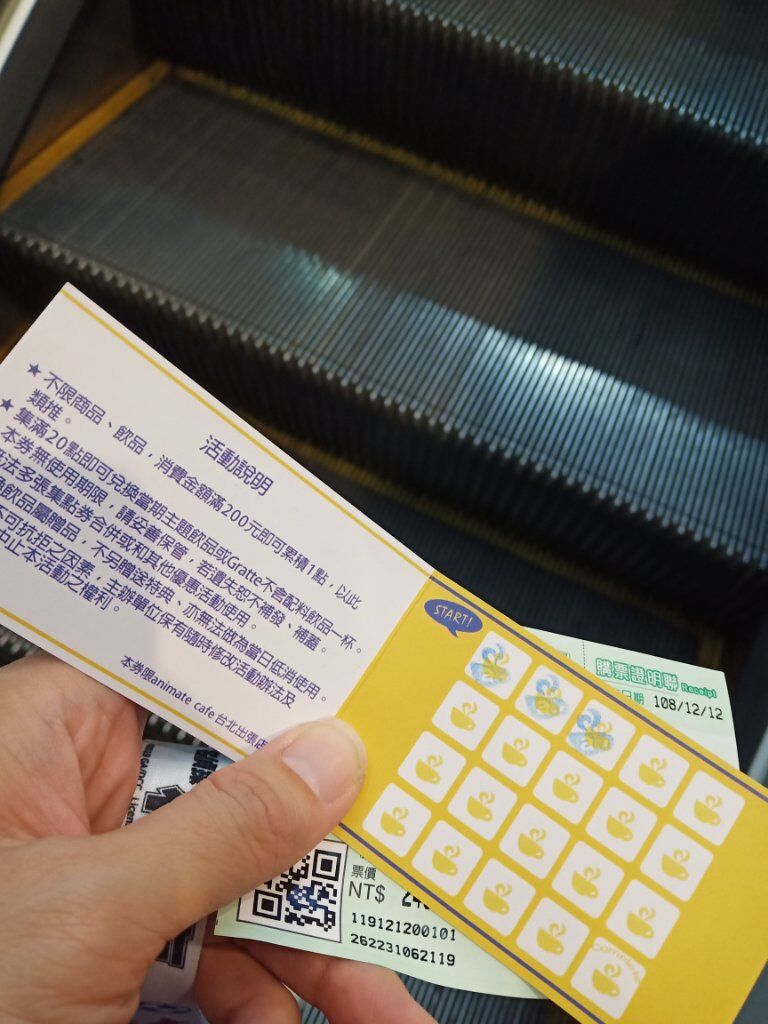 活動說明
★ 不限商品、飲品，消費金額滿200元即可累積1點，以此
類推。
★ 集滿20點即可兌換當期主題飲品或Gratte不含配料飲品一杯。
本券無使用期限，請妥善保管，若遺失恕不補發、補蓋。
法多張集點券合併或和其他優惠活動使用。
飲品屬贈品，不另贈送特典、亦無法做為當日低消使用。
可抗拒之因素，主辦單位保有隨時修改活動辦法及
止本活動之權利。
本券限animate cafe 台北出張店
START!
Complete
購票證明聯 Receipt
日期 108/12/12
票價
NT$
119121200101
262231062119